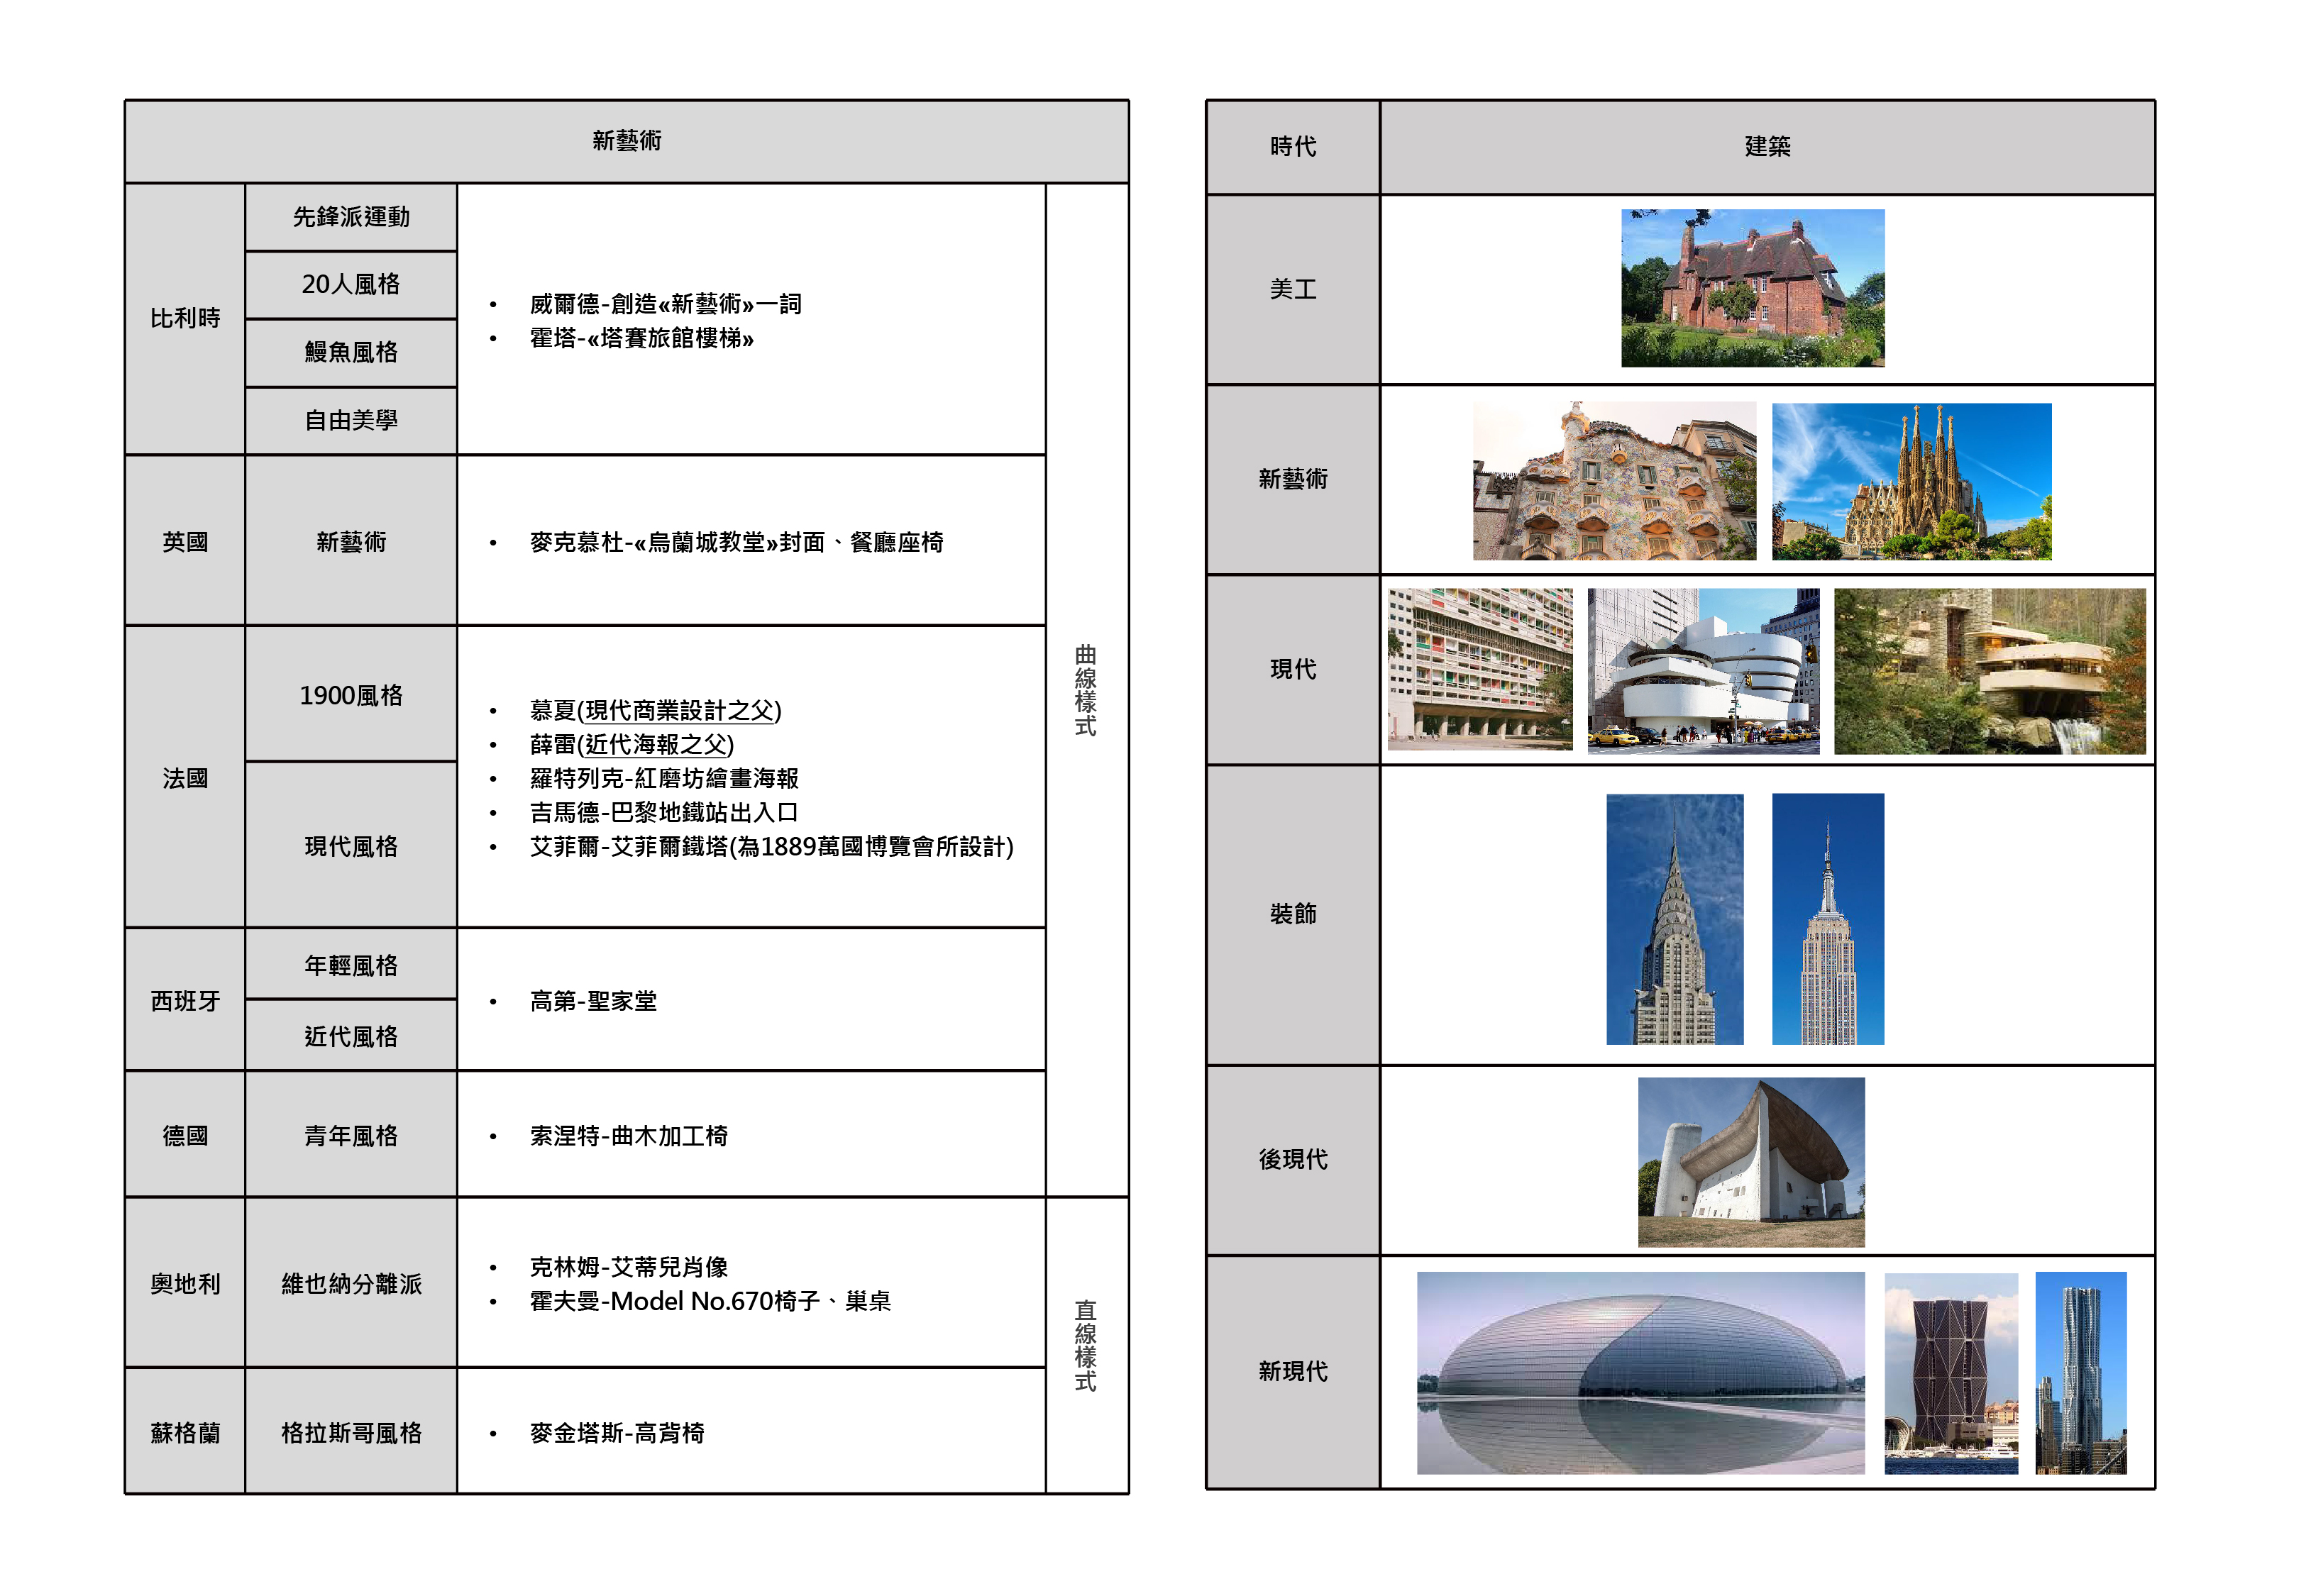 新藝術
比利時
先鋒派運動
20人風格
鰻魚風格
自由美學
• 威爾德-創造«新藝術»一詞
• 霍塔-«塔賽旅館樓梯»
英國
新藝術
• 麥克慕杜-«烏蘭城教堂»封面、餐廳座椅
法國
1900風格
現代風格
• 慕夏(現代商業設計之父)
• 薛雷(近代海報之父)
• 羅特列克-紅磨坊繪畫海報
• 吉馬德-巴黎地鐵站出入口
• 艾菲爾-艾菲爾鐵塔(為1889萬國博覽會所設計)
西班牙
年輕風格
近代風格
• 高第-聖家堂
德國
青年風格
• 索涅特-曲木加工椅
曲線樣式
奧地利
維也納分離派
• 克林姆-艾蒂兒肖像
• 霍夫曼-Model No.670椅子、巢桌
蘇格蘭
格拉斯哥風格
• 麥金塔斯-高背椅
直線樣式
時代
建築
美工
新藝術
現代
裝飾
後現代
新現代